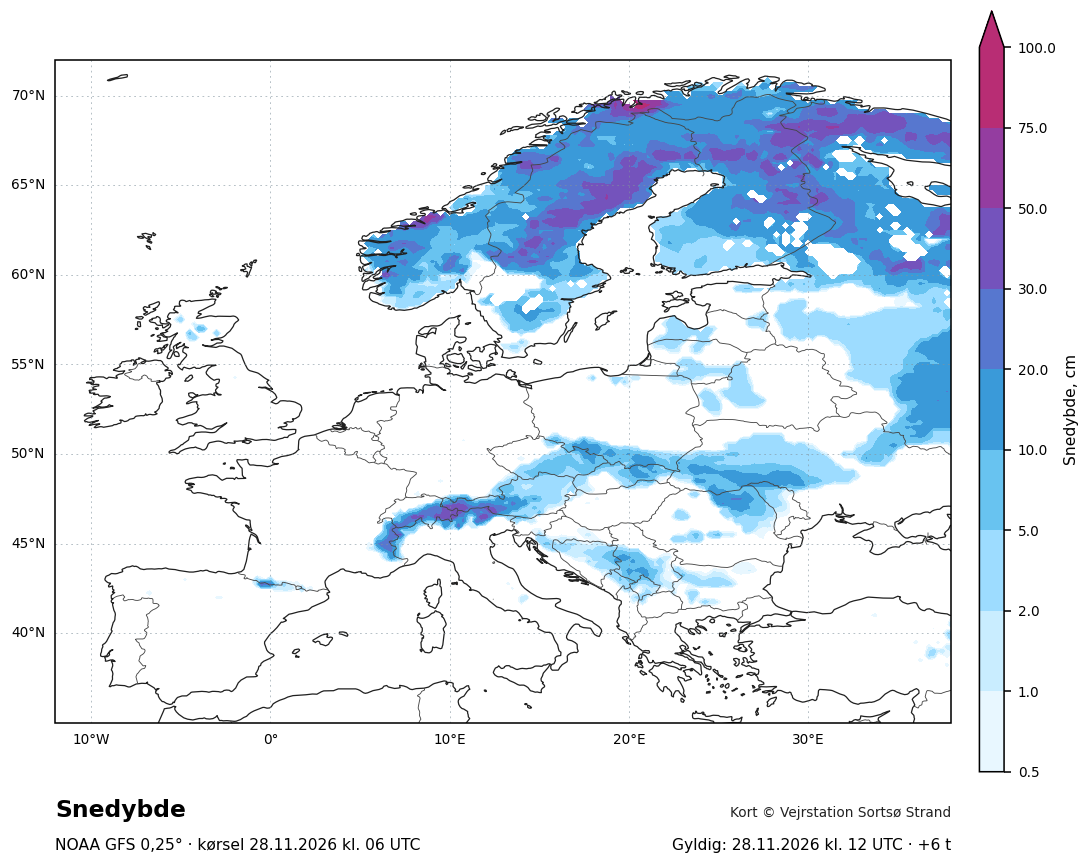 100.0
75.0
50.0
30.0
20.0
10.0
5.0
2.0
1.0
0.5
Snedybde, cm
70°N
65°N
60°N
55°N
50°N
45°N
40°N
10°W
0°
10°E
20°E
30°E
Snedybde
Kort © Vejrstation Sortsø Strand
NOAA GFS 0,25° · kørsel 28.11.2026 kl. 06 UTC
Gyldig: 28.11.2026 kl. 12 UTC · +6 t